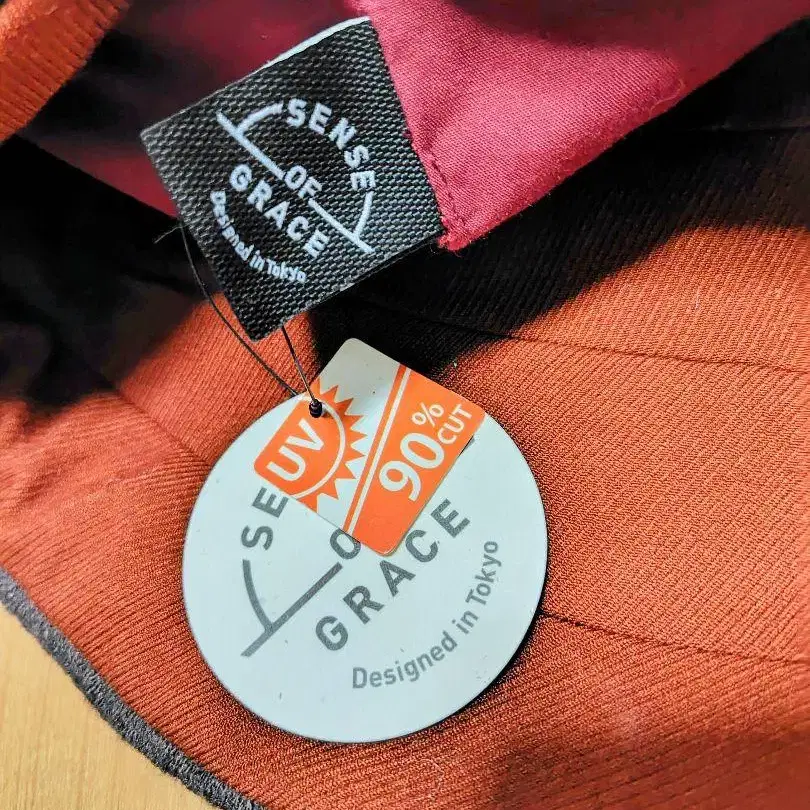 SENSE
OF
GRACE
Designed in Tokyo
UV
90%
CUT
SE
O
GRACE
Designed in Tokyo